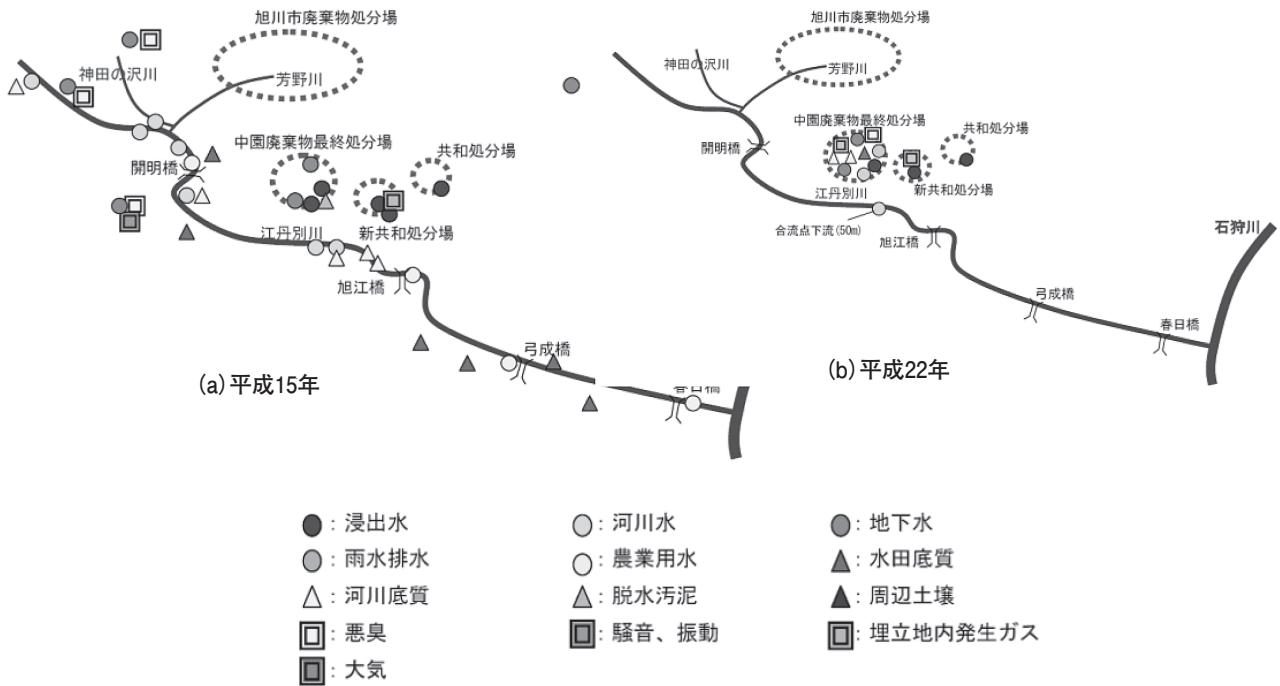 旭川市廃棄物処分場
神田の沢川
芳野川
中園廃棄物最終処分場
共和処分場
開明橋
江丹別川
新共和処分場
旭江橋
弓成橋
春日橋
(a)平成15年
旭川市廃棄物処分場
神田の沢川
芳野川
中園廃棄物最終処分場
共和処分場
開明橋
江丹別川
新共和処分場
合流点下流(50m)
旭江橋
石狩川
弓成橋
春日橋
(b)平成22年
:浸出水
:河川水
:地下水
:雨水排水
:農業用水
:水田底質
:河川底質
:脱水汚泥
:周辺土壌
:悪臭
:騒音、振動
:埋立地内発生ガス
:大気